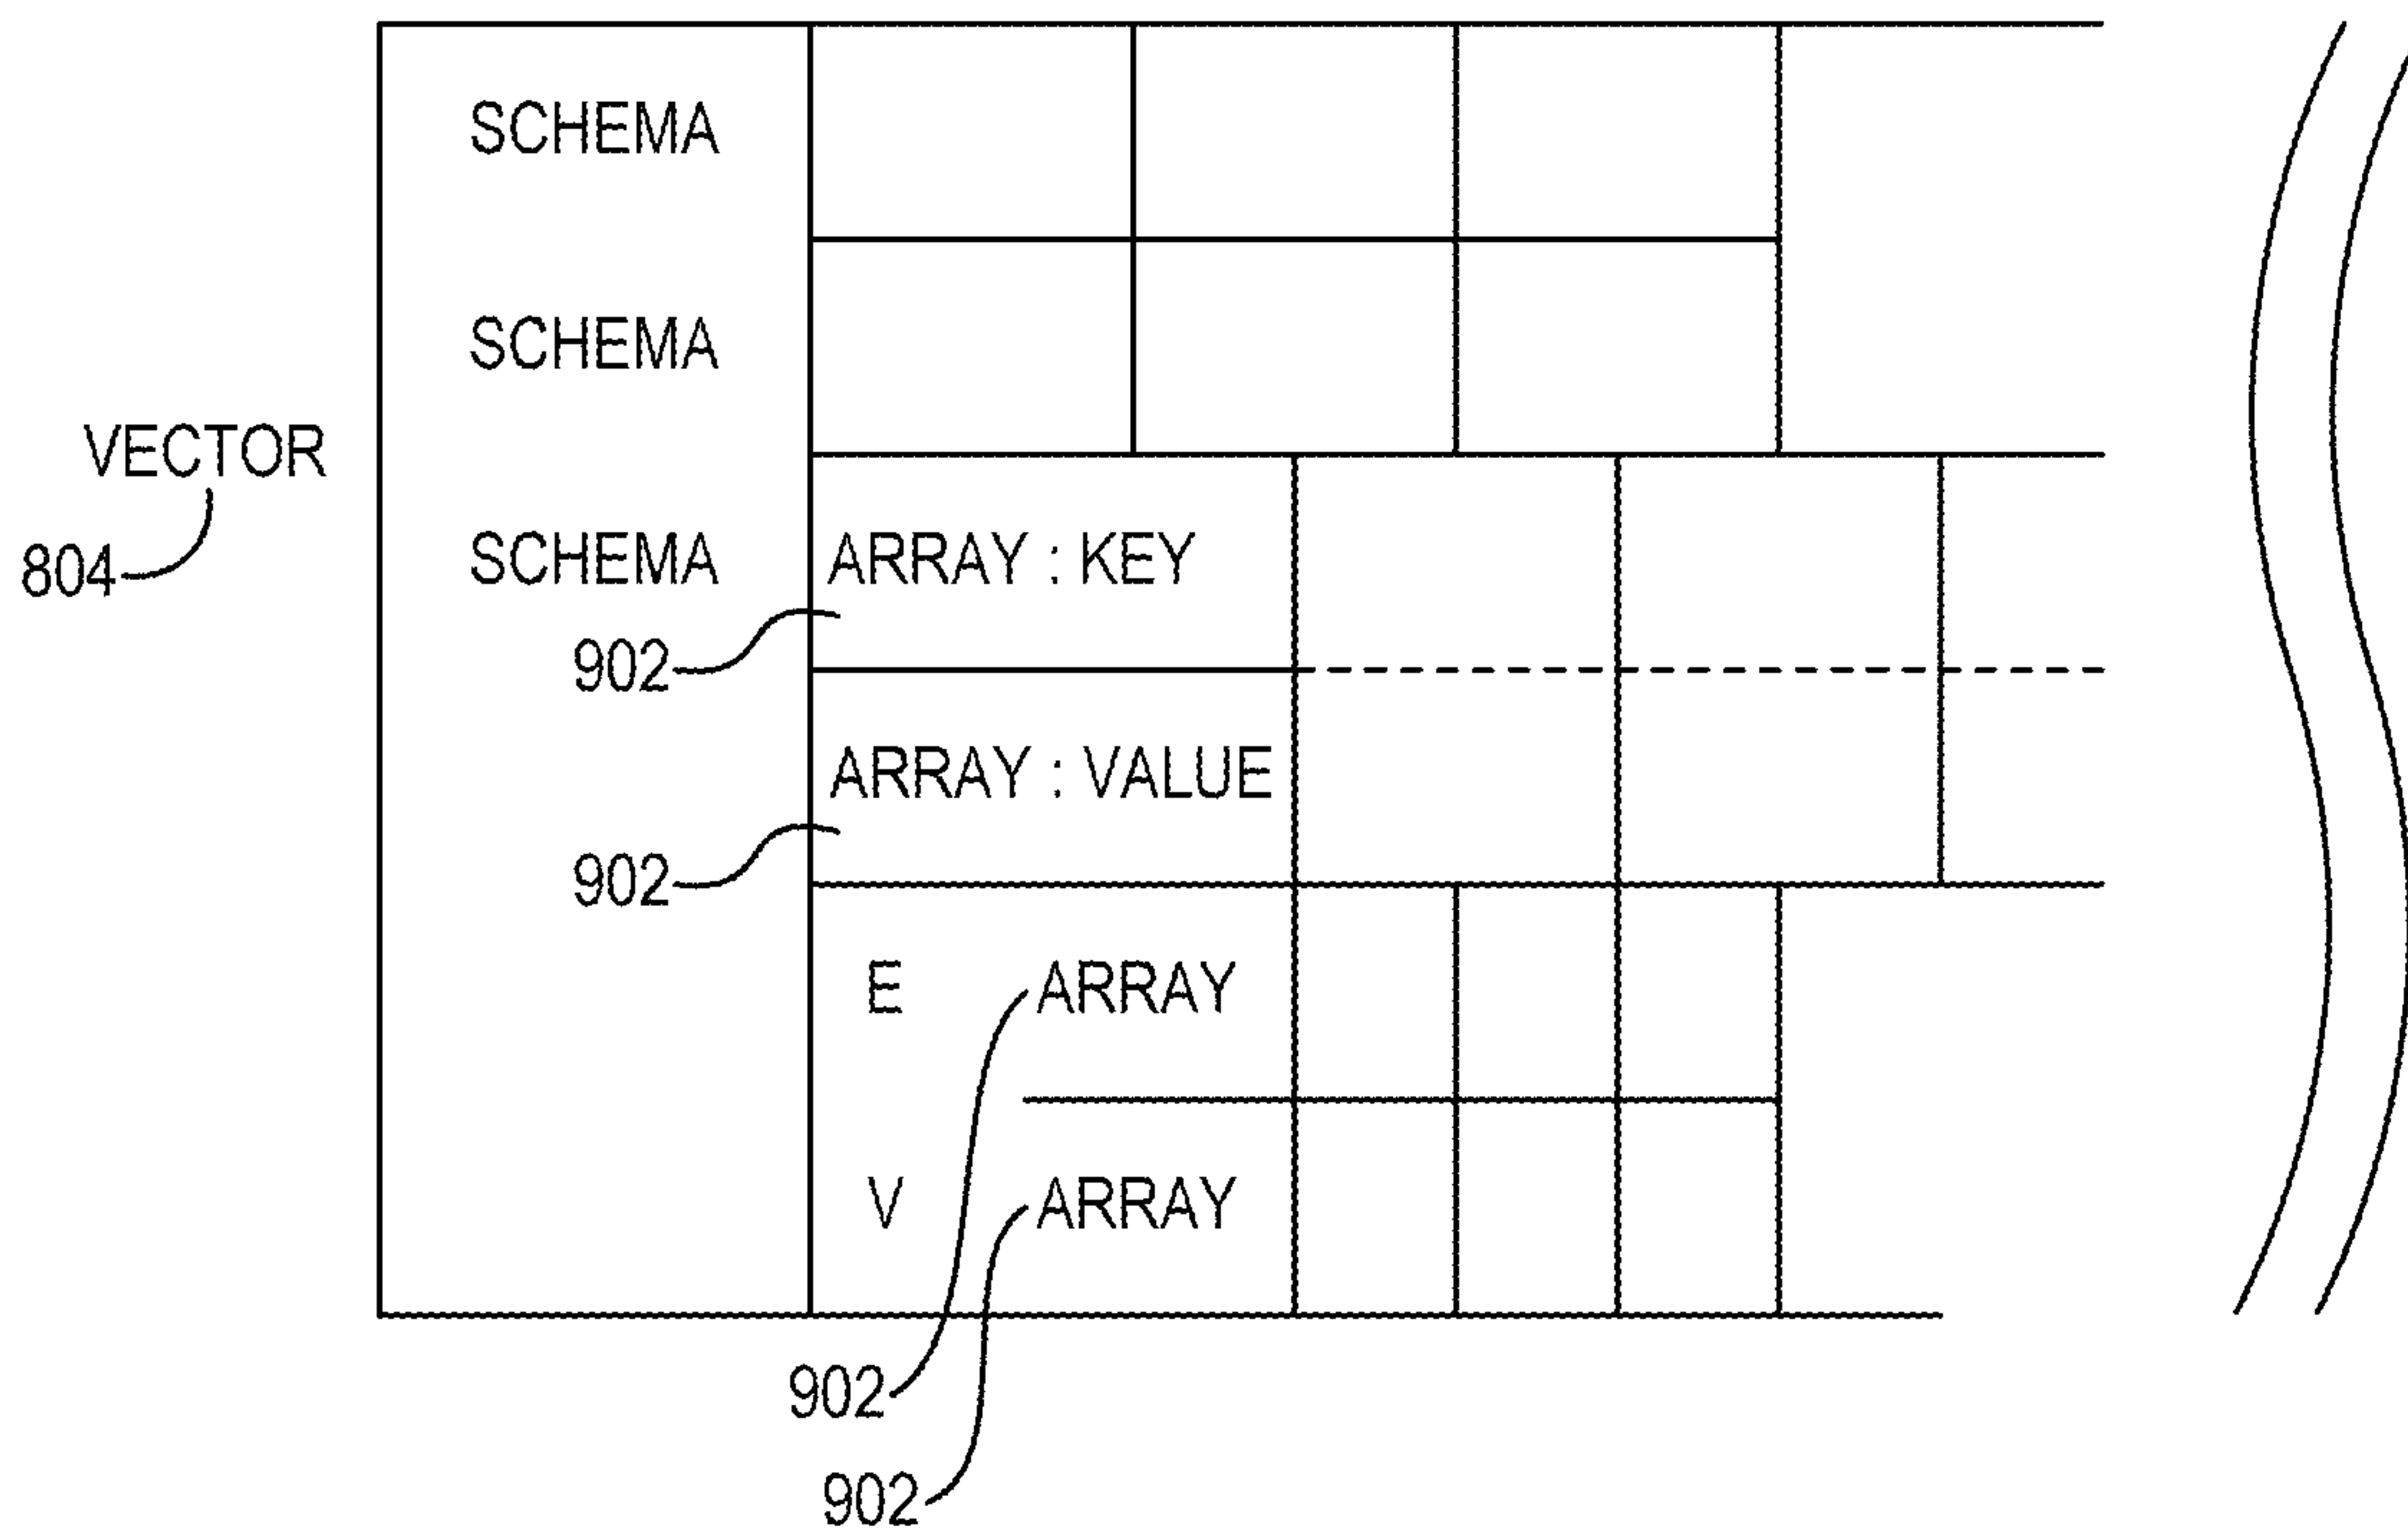 SCHEMA
SCHEMA
VECTOR
804
SCHEMA ARRAY : KEY
902
ARRAY : VALUE
902
E ARRAY
V ARRAY
902
902